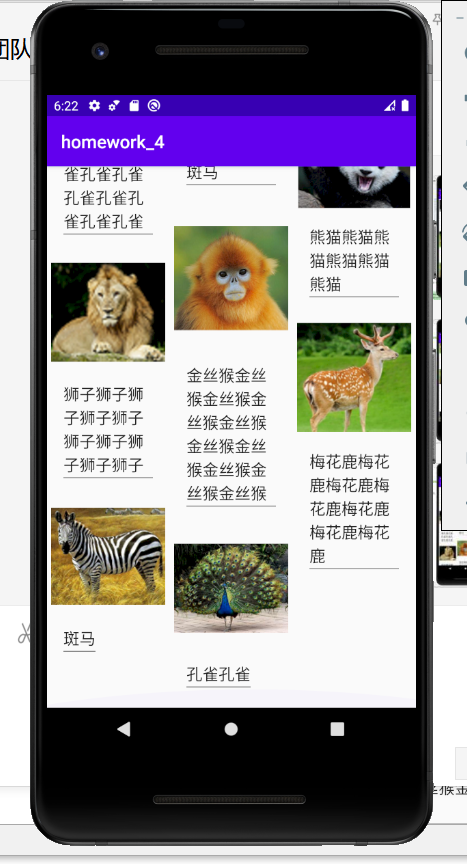 团队
6:22
homework_4
雀孔雀孔雀
孔雀孔雀孔
雀孔雀孔雀
狮子狮子狮
子狮子狮子
狮子狮子狮
子狮子狮子
斑马
斑马
金丝猴金丝
猴金丝猴金
丝猴金丝猴
金丝猴金丝
猴金丝猴金
丝猴金丝猴
孔雀孔雀
熊猫熊猫熊
猫熊猫熊猫
熊猫
梅花鹿梅花
鹿梅花鹿梅
花鹿梅花鹿
梅花鹿梅花
鹿